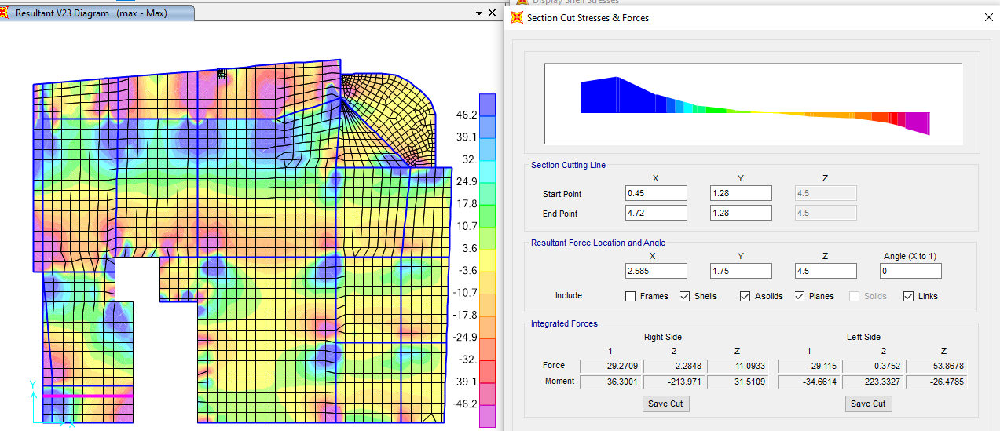 Resultant V23 Diagram (max - Max)
46.2
39.1
32.
24.9
17.8
10.7
3.6
-3.6
-10.7
-17.8
-24.9
-32.
-39.1
-46.2
Y
X
Display Shell Stresses
Section Cut Stresses & Forces
Section Cutting Line
X Y Z
Start Point 0.45 1.28 4.5
End Point 4.72 1.28 4.5
Resultant Force Location and Angle
X Y Z Angle (X to 1)
2.585 1.75 4.5 0
Include Frames Shells Asolids Planes Solids Links
Integrated Forces
Right Side Left Side
1 2 Z 1 2 Z
Force 29.2709 2.2848 -11.0933 -29.115 0.3752 53.8678
Moment 36.3001 -213.971 31.5109 -34.6614 223.3327 -26.4785
Save Cut Save Cut